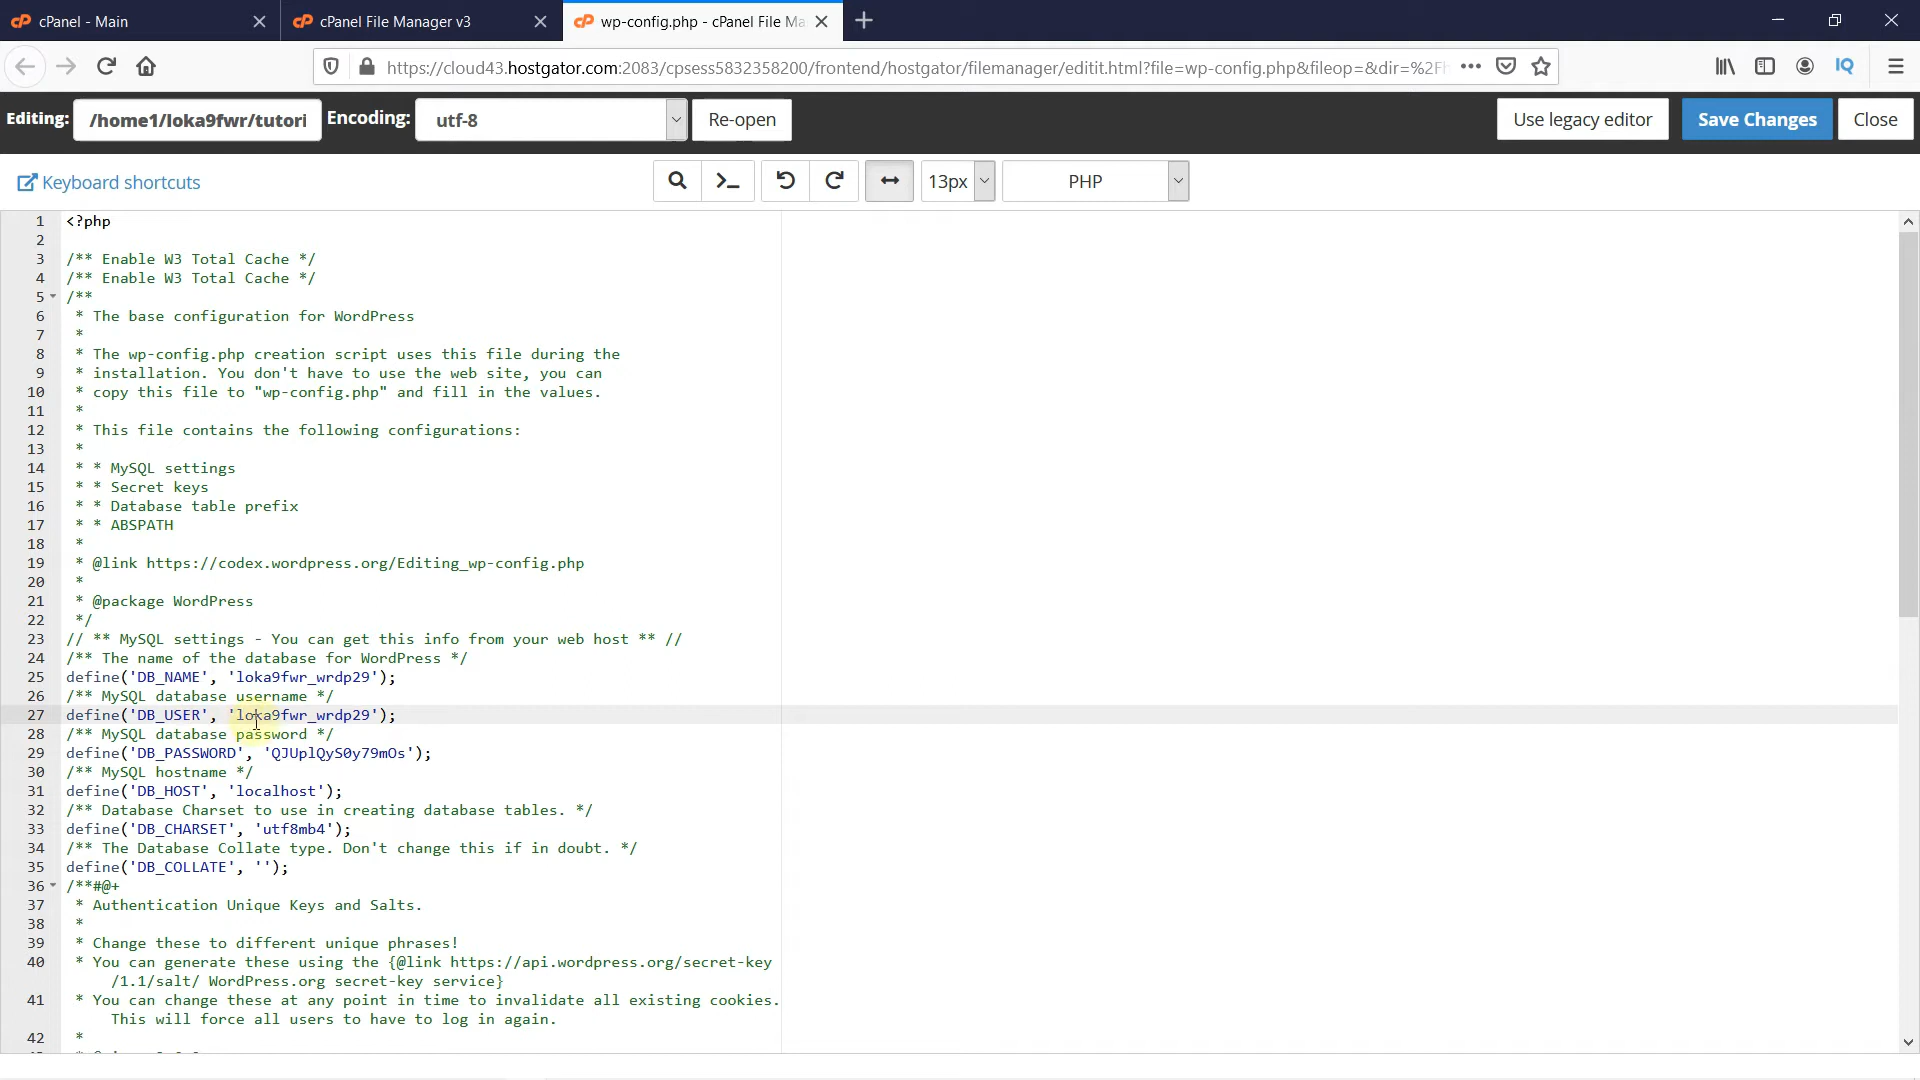 cPanel - Main
cPanel File Manager v3
wp-config.php - cPanel File Ma
https://cloud43.hostgator.com:2083/cpsess5832358200/frontend/hostgator/filemanager/editit.html?file=wp-config.php&fileop=&dir=%2F
IQ
Editing: /home1/loka9fwr/tutori Encoding: utf-8 Re-open Use legacy editor Save Changes Close
Keyboard shortcuts 13px PHP
1 <?php
2
3 /** Enable W3 Total Cache */
4 /** Enable W3 Total Cache */
5 /**
6 * The base configuration for WordPress
7 *
8 * The wp-config.php creation script uses this file during the
9 * installation. You don't have to use the web site, you can
10 * copy this file to "wp-config.php" and fill in the values.
11 *
12 * This file contains the following configurations:
13 *
14 * * MySQL settings
15 * * Secret keys
16 * * Database table prefix
17 * * ABSPATH
18 *
19 * @link https://codex.wordpress.org/Editing_wp-config.php
20 *
21 * @package WordPress
22 */
23 // ** MySQL settings - You can get this info from your web host ** //
24 /** The name of the database for WordPress */
25 define('DB_NAME', 'loka9fwr_wrdp29');
26 /** MySQL database username */
27 define('DB_USER', 'loka9fwr_wrdp29');
28 /** MySQL database password */
29 define('DB_PASSWORD', 'QJUplQyS0y79mOs');
30 /** MySQL hostname */
31 define('DB_HOST', 'localhost');
32 /** Database Charset to use in creating database tables. */
33 define('DB_CHARSET', 'utf8mb4');
34 /** The Database Collate type. Don't change this if in doubt. */
35 define('DB_COLLATE', '');
36 /**#@+
37 * Authentication Unique Keys and Salts.
38 *
39 * Change these to different unique phrases!
40 * You can generate these using the {@link https://api.wordpress.org/secret-key
/1.1/salt/ WordPress.org secret-key service}
41 * You can change these at any point in time to invalidate all existing cookies.
This will force all users to have to log in again.
42 *